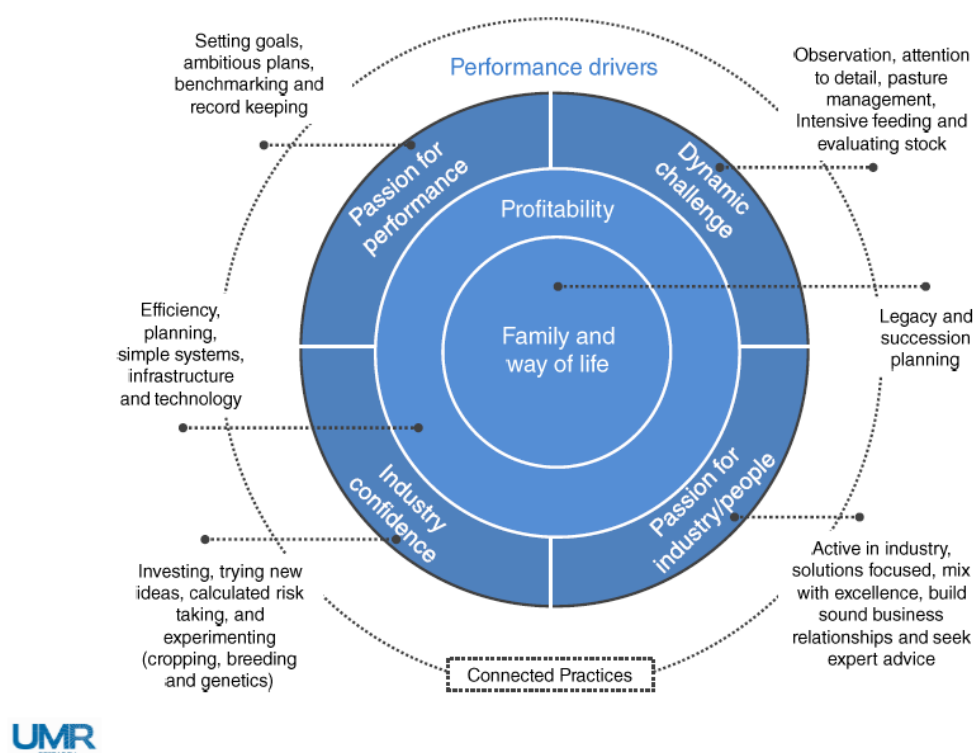 Setting goals,
ambitious plans,
benchmarking and
record keeping
Performance drivers
Observation, attention
to detail, pasture
management,
Intensive feeding and
evaluating stock
Passion for
performance
Dynamic
challenge
Profitability
Family and
way of life
Efficiency,
planning,
simple systems,
infrastructure
and technology
Legacy and
succession
planning
Industry
confidence
Passion for
industry/people
Investing, trying new
ideas, calculated risk
taking, and
experimenting
(cropping, breeding
and genetics)
Active in industry,
solutions focused, mix
with excellence, build
sound business
relationships and seek
expert advice
Connected Practices
UMR